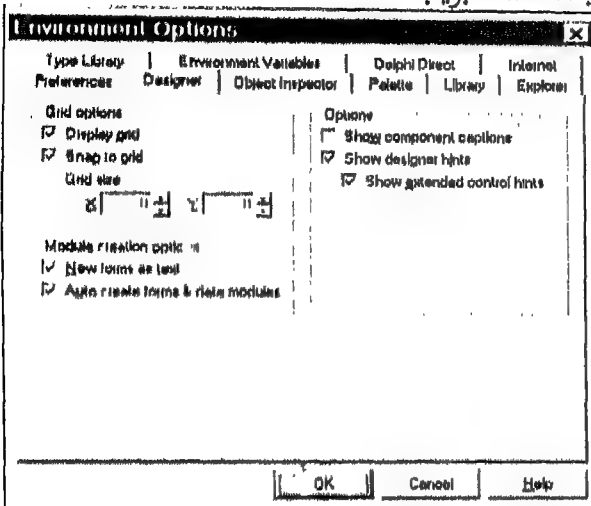 Environment Options
Type Library Environment Variables Delphi Direct Internet
Preferences Designer Object Inspector Palette Library Explorer
Grid options
Display grid
Snap to grid
Grid size
X Y
Module creation options
New forms as text
Auto create forms & data modules
Options
Show component captions
Show designer hints
Show extended control hints
OK Cancel Help